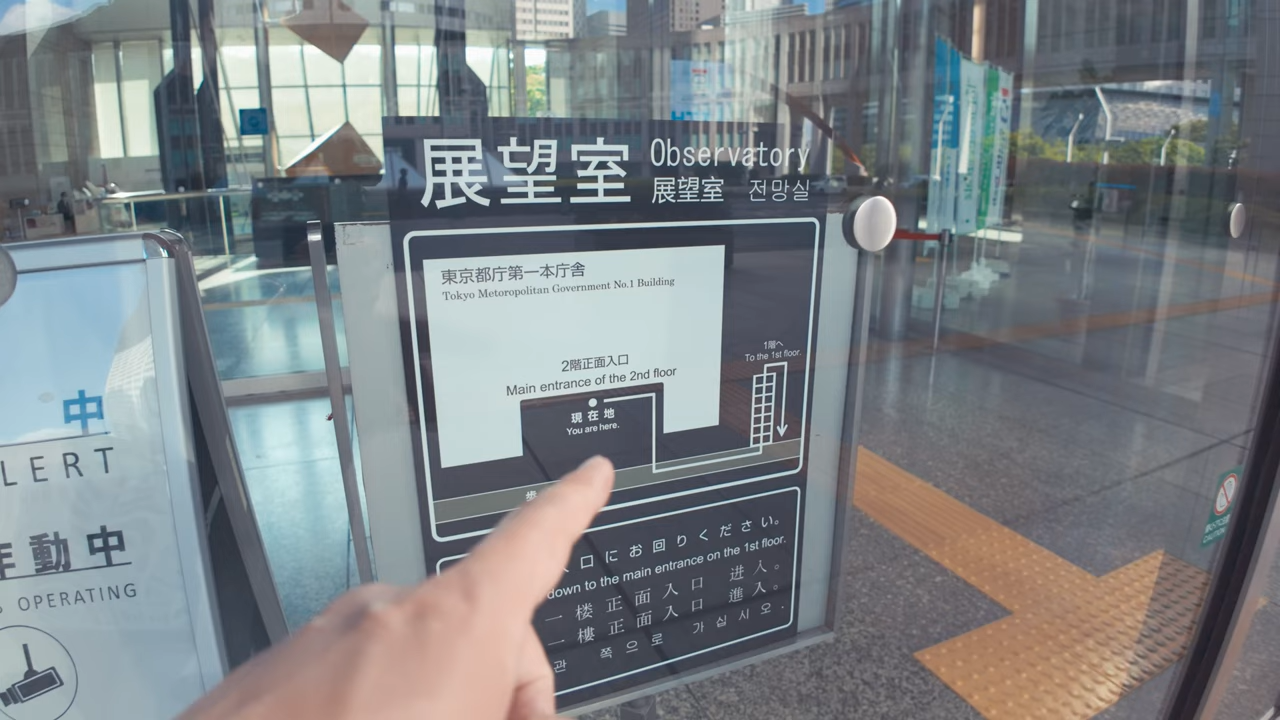 展望室 Observatory
展望室 전망실
東京都庁第一本庁舎
Tokyo Metoropolitan Government No.1 Building
2階正面入口
Main entrance of the 2nd floor
現在地
You are here.
1階へ
To the 1st floor.
歩
口にお回りください。
down to the main entrance on the 1st floor.
一楼正面入口 进入。
一樓正面入口 進入。
관 쪽으로 가십시오.
中
LERT
動中
OPERATING